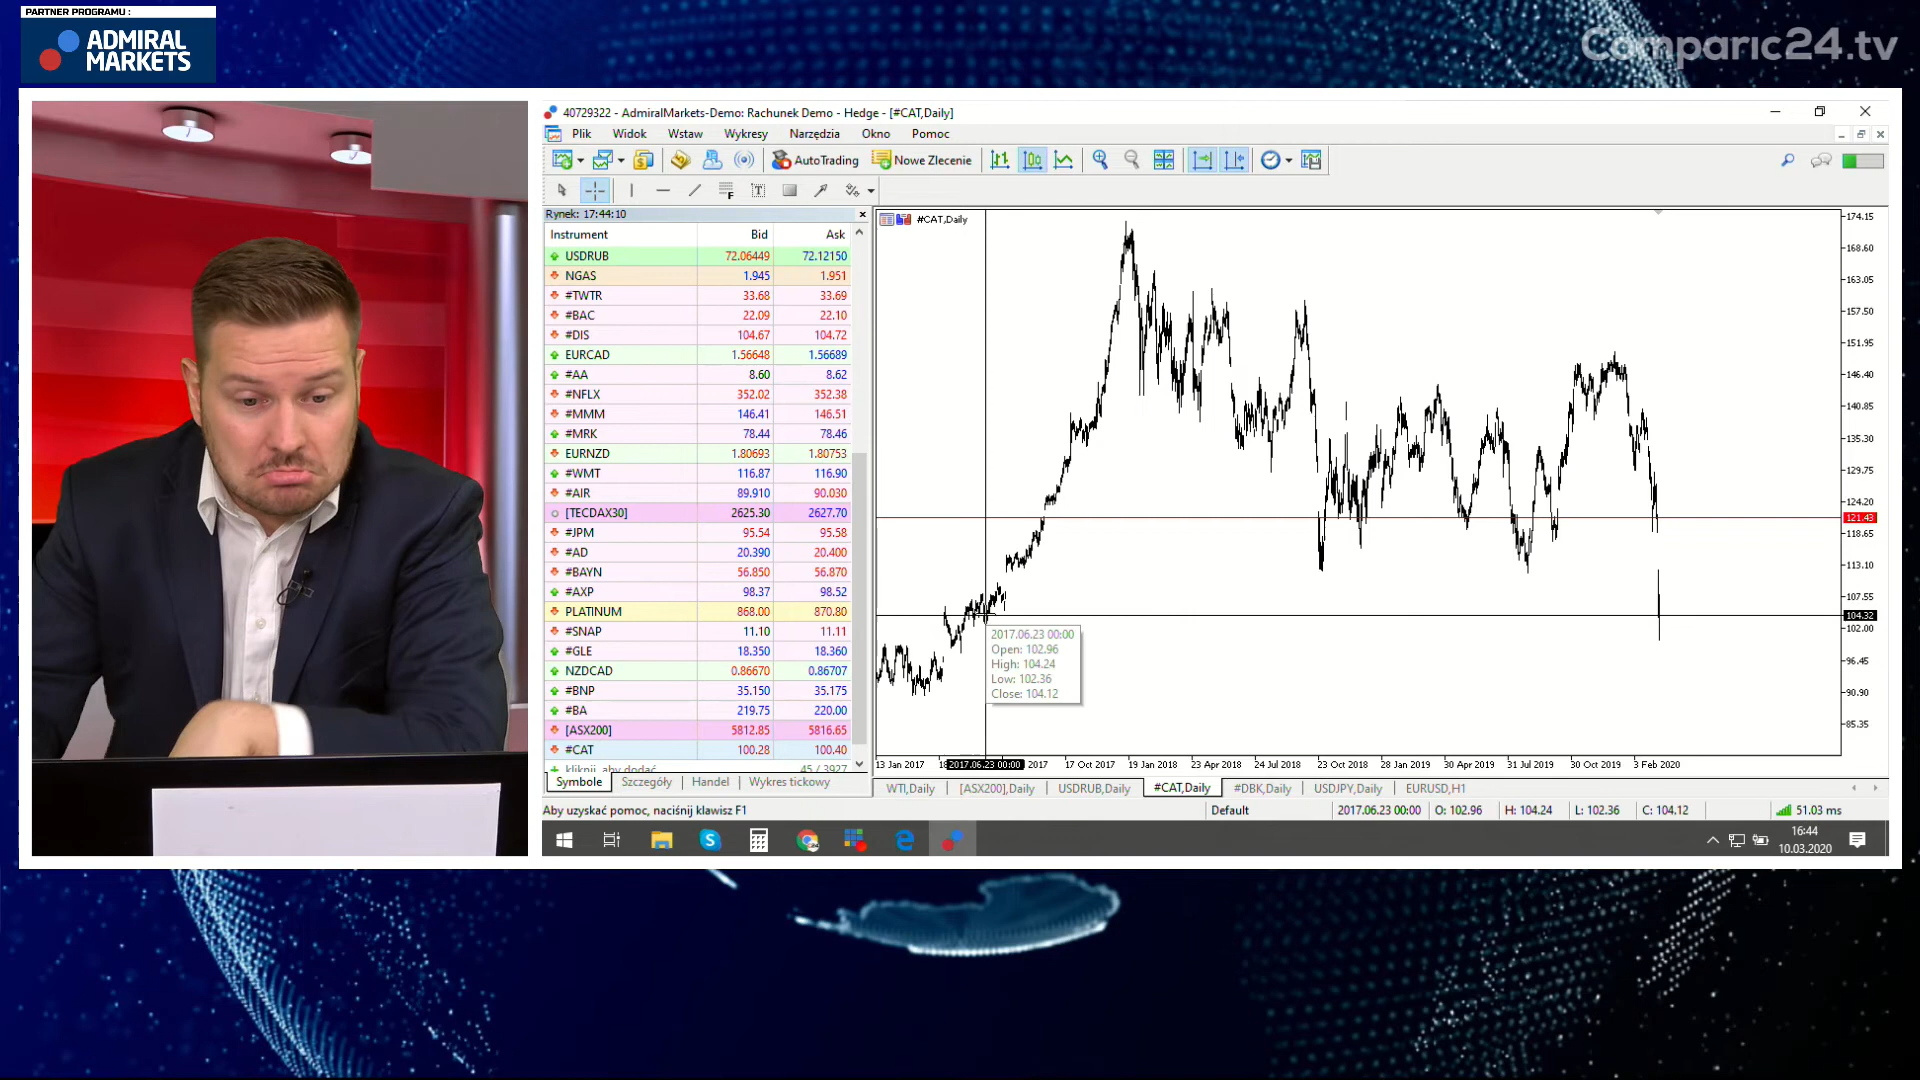 PARTNER PROGRAMU :
ADMIRAL
MARKETS
Comparic24.tv
40729322 - AdmiralMarkets-Demo: Rachunek Demo - Hedge - [#CAT,Daily]
Plik Widok Wstaw Wykresy Narzędzia Okno Pomoc
AutoTrading Nowe Zlecenie
Rynek: 17:44:10
Instrument Bid Ask
USDRUB 72.06449 72.12150
NGAS 1.945 1.951
#TWTR 33.68 33.69
#BAC 22.09 22.10
#DIS 104.67 104.72
EURCAD 1.56648 1.56689
#AA 8.60 8.62
#NFLX 352.02 352.38
#MMM 146.41 146.51
#MRK 78.44 78.46
EURNZD 1.80693 1.80753
#WMT 116.87 116.90
#AIR 89.910 90.030
[TECDAX30] 2625.30 2627.70
#JPM 95.54 95.58
#AD 20.390 20.400
#BAYN 56.850 56.870
#AXP 98.37 98.52
PLATINUM 868.00 870.80
#SNAP 11.10 11.11
#GLE 18.350 18.360
NZDCAD 0.86670 0.86707
#BNP 35.150 35.175
#BA 219.75 220.00
[ASX200] 5812.85 5816.65
#CAT 100.28 100.40
kliknij, aby dodać 45 / 3927
Symbole Szczegóły Handel Wykres tickowy
#CAT,Daily
174.15
168.60
163.05
157.50
151.95
146.40
140.85
135.30
129.75
124.20
121.43
118.65
113.10
107.55
104.32
102.00
96.45
90.90
85.35
2017.06.23 00:00
Open: 102.96
High: 104.24
Low: 102.36
Close: 104.12
13 Jan 2017 2017.06.23 00:00 2017 17 Oct 2017 19 Jan 2018 23 Apr 2018 24 Jul 2018 23 Oct 2018 28 Jan 2019 30 Apr 2019 31 Jul 2019 30 Oct 2019 3 Feb 2020
WTI,Daily [ASX200],Daily USDRUB,Daily #CAT,Daily #DBK,Daily USDJPY,Daily EURUSD,H1
Aby uzyskać pomoc, naciśnij klawisz F1 Default 2017.06.23 00:00 O: 102.96 H: 104.24 L: 102.36 C: 104.12 51.03 ms
16:44
10.03.2020